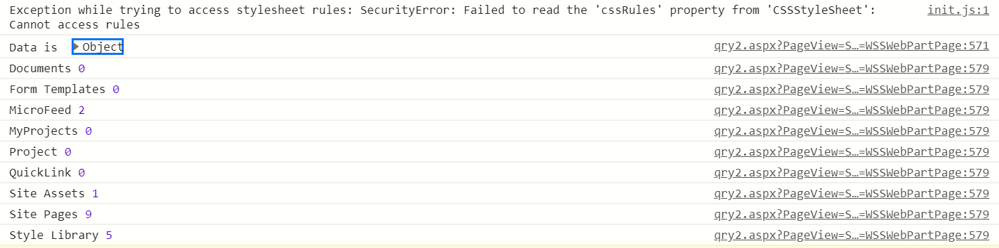 Exception while trying to access stylesheet rules: SecurityError: Failed to read the 'cssRules' property from 'CSSStyleSheet': init.js:1
Cannot access rules
Data is Object qry2.aspx?PageView=S…=WSSWebPartPage:571
Documents 0 qry2.aspx?PageView=S…=WSSWebPartPage:579
Form Templates 0 qry2.aspx?PageView=S…=WSSWebPartPage:579
MicroFeed 2 qry2.aspx?PageView=S…=WSSWebPartPage:579
MyProjects 0 qry2.aspx?PageView=S…=WSSWebPartPage:579
Project 0 qry2.aspx?PageView=S…=WSSWebPartPage:579
QuickLink 0 qry2.aspx?PageView=S…=WSSWebPartPage:579
Site Assets 1 qry2.aspx?PageView=S…=WSSWebPartPage:579
Site Pages 9 qry2.aspx?PageView=S…=WSSWebPartPage:579
Style Library 5 qry2.aspx?PageView=S…=WSSWebPartPage:579